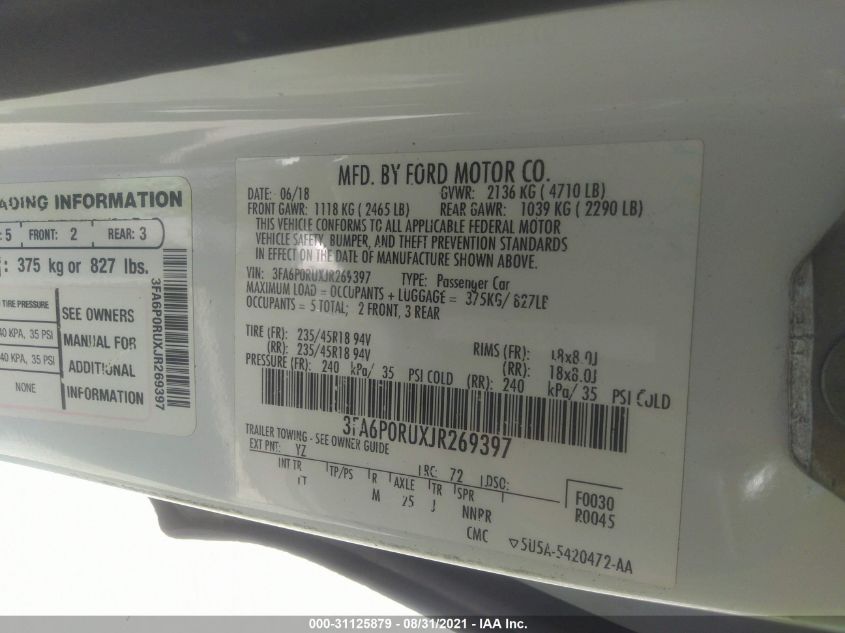 ADING INFORMATION
5 FRONT: 2 REAR: 3
375 kg or 827 lbs.
TIRE PRESSURE
40 KPA, 35 PSI
40 KPA, 35 PSI
NONE
SEE OWNERS
MANUAL FOR
ADDITIONAL
INFORMATION
3FA6P0RUXJR269397
MFD. BY FORD MOTOR CO.
DATE: 06/18 GVWR: 2136 KG ( 4710 LB)
FRONT GAWR: 1118 KG ( 2465 LB) REAR GAWR: 1039 KG ( 2290 LB)
THIS VEHICLE CONFORMS TO ALL APPLICABLE FEDERAL MOTOR
VEHICLE SAFETY, BUMPER, AND THEFT PREVENTION STANDARDS
IN EFFECT ON THE DATE OF MANUFACTURE SHOWN ABOVE.
VIN: 3FA6P0RUXJR269397 TYPE: Passenger Car
MAXIMUM LOAD = OCCUPANTS + LUGGAGE = 375KG/ 827LB
OCCUPANTS = 5 TOTAL; 2 FRONT, 3 REAR
TIRE (FR): 235/45R18 94V RIMS (FR): 18x8.0J
(RR): 235/45R18 94V (RR): 18x8.0J
PRESSURE (FR): 240 kPa/ 35 PSI COLD (RR): 240 kPa/ 35 PSI COLD
3FA6P0RUXJR269397
TRAILER TOWING - SEE OWNER GUIDE
EXT PNT: YZ RC: 72 DSO:
INT TR TP/PS R AXLE TR SPR
M 25 J NNPR
F0030
R0045
CMC ▽5U5A-5420472-AA
000-31125879 - 08/31/2021 - IAA Inc.